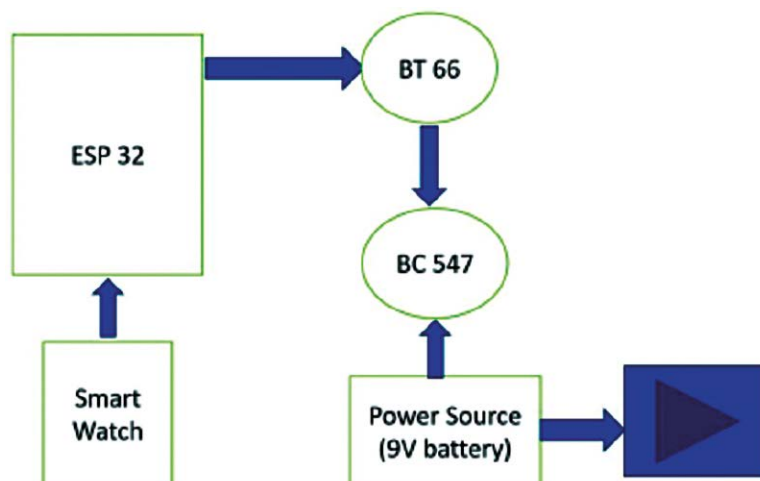 BT 66
ESP 32
BC 547
Smart
Watch
Power Source
(9V battery)